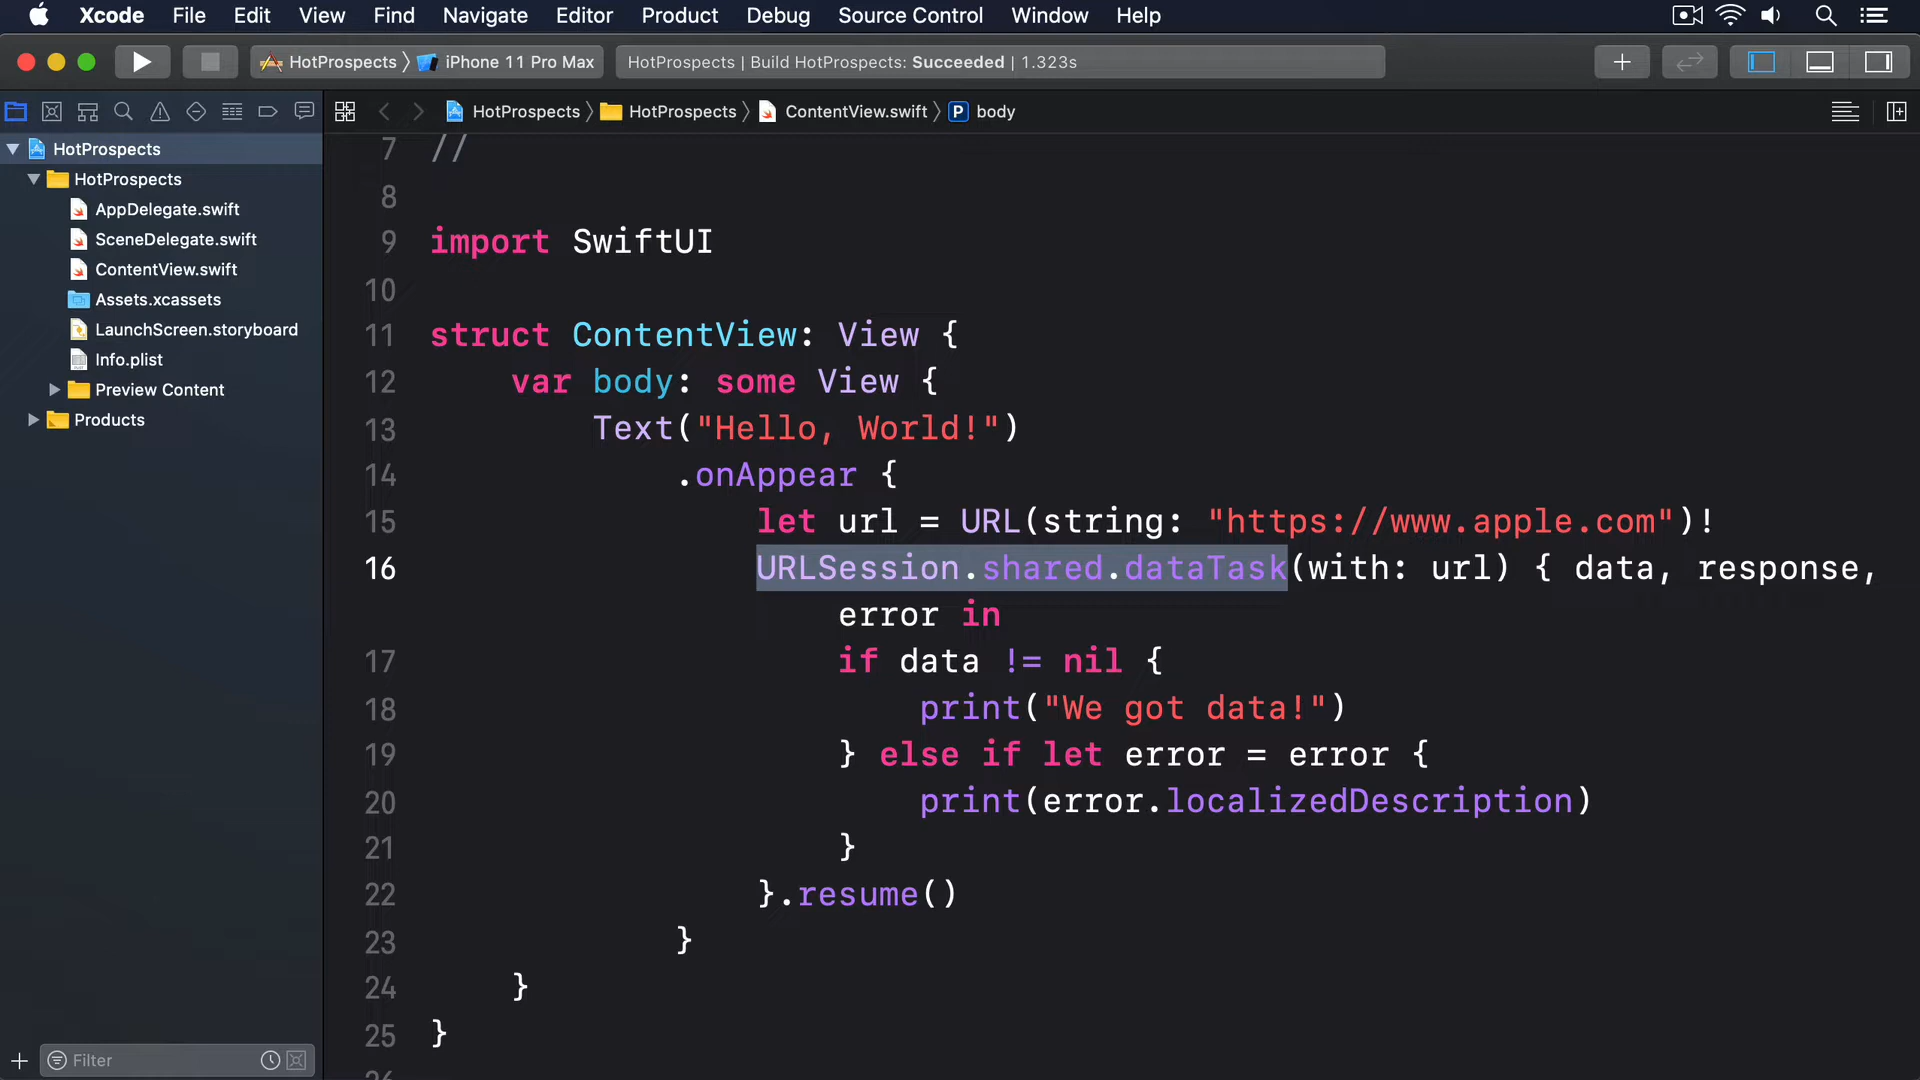 Xcode File Edit View Find Navigate Editor Product Debug Source Control Window Help
HotProspects iPhone 11 Pro Max HotProspects | Build HotProspects: Succeeded | 1.323s
HotProspects HotProspects ContentView.swift P body
HotProspects
HotProspects
AppDelegate.swift
SceneDelegate.swift
ContentView.swift
Assets.xcassets
LaunchScreen.storyboard
Info.plist
Preview Content
Products
Filter
7 //
8
9 import SwiftUI
10
11 struct ContentView: View {
12 var body: some View {
13 Text("Hello, World!")
14 .onAppear {
15 let url = URL(string: "https://www.apple.com")!
16 URLSession.shared.dataTask(with: url) { data, response,
error in
17 if data != nil {
18 print("We got data!")
19 } else if let error = error {
20 print(error.localizedDescription)
21 }
22 }.resume()
23 }
24 }
25 }